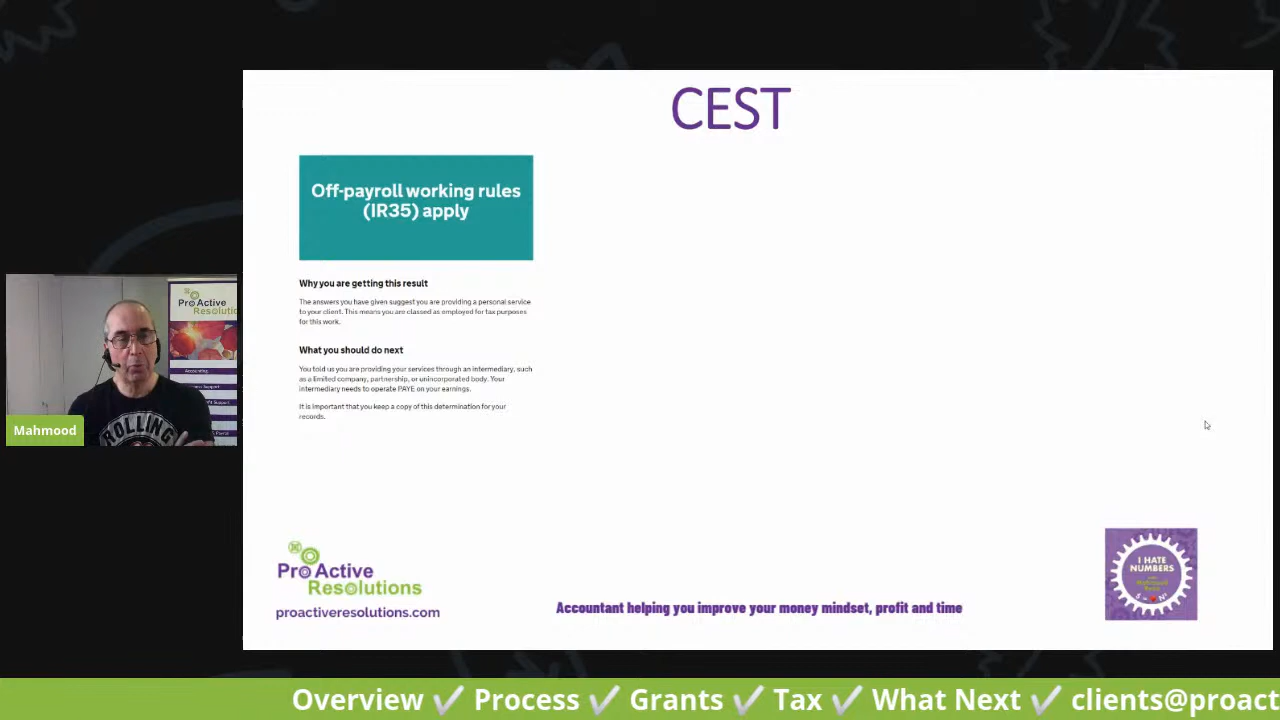 CEST
Off-payroll working rules
(IR35) apply
Why you are getting this result
The answers you have given suggest you are providing a personal service
to your client. This means you are classed as employed for tax purposes
for this work.
What you should do next
You told us you are providing your services through an intermediary, such
as a limited company, partnership, or unincorporated body. Your
intermediary needs to operate PAYE on your earnings.
It is important that you keep a copy of this determination for your
records.
ProActive
Resolutio
Accounting
Mahmood
ROLLING
ProActive
Resolutions
proactiveresolutions.com
Accountant helping you improve your money mindset, profit and time
I HATE
NUMBERS
Overview ✔ Process ✔ Grants ✔ Tax ✔ What Next ✔ clients@proact